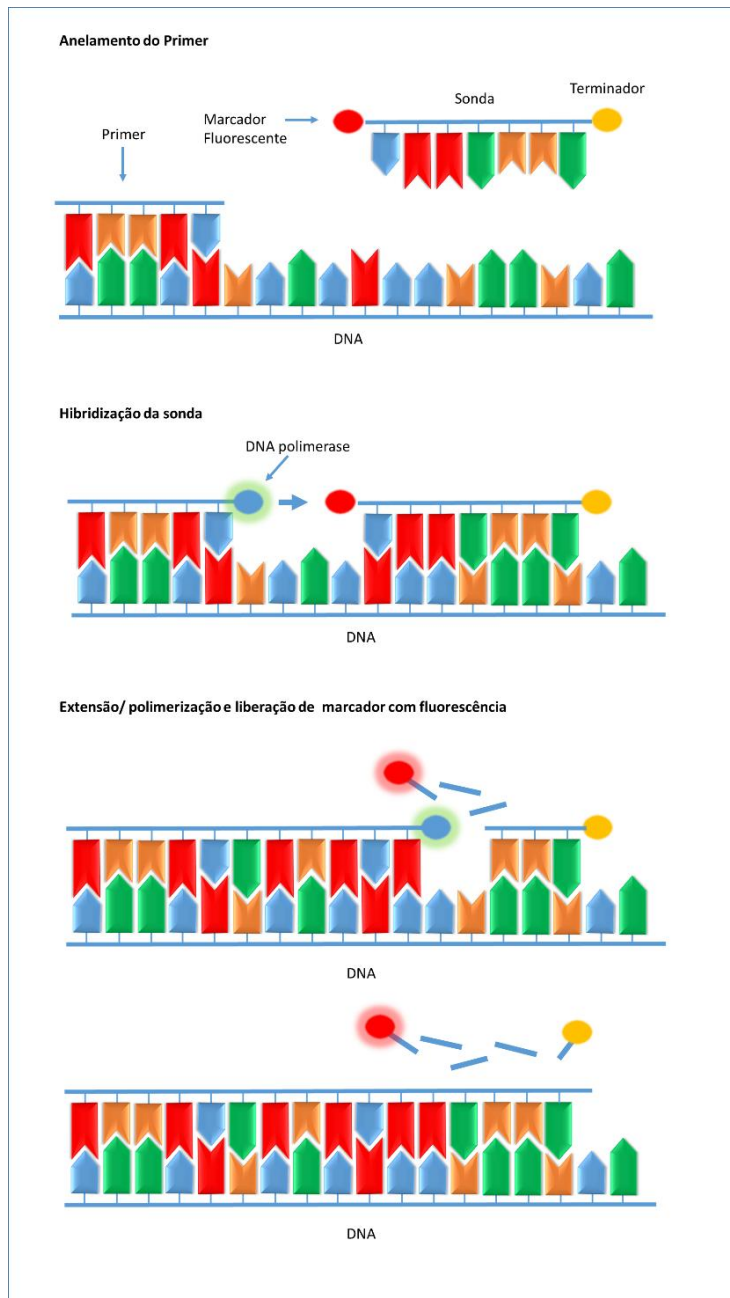 Anelamento do Primer
Terminador
Sonda
Marcador
Fluorescente
Primer
DNA
Hibridização da sonda
DNA polimerase
DNA
Extensão/ polimerização e liberação de  marcador com fluorescência
DNA
DNA